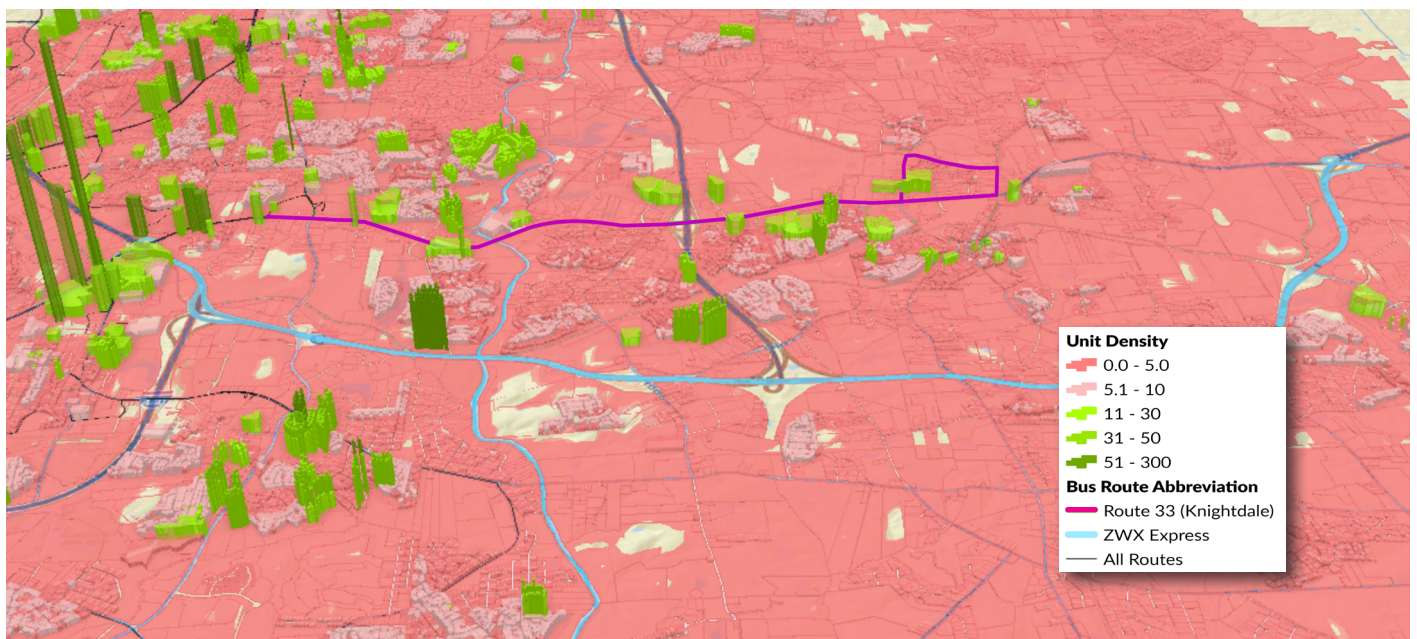 Unit Density
0.0 - 5.0
5.1 - 10
11 - 30
31 - 50
51 - 300
Bus Route Abbreviation
Route 33 (Knightdale)
ZWX Express
All Routes